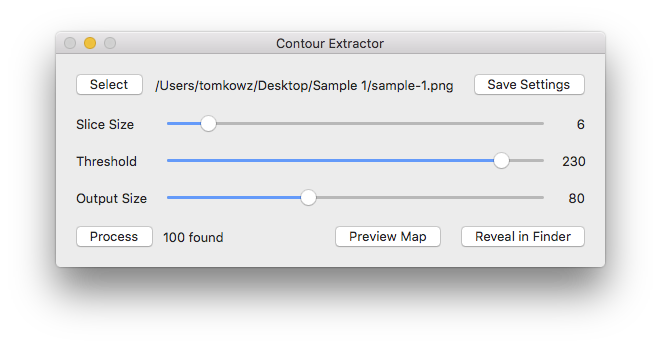 Contour Extractor
Select /Users/tomkowz/Desktop/Sample 1/sample-1.png Save Settings
Slice Size 6
Threshold 230
Output Size 80
Process 100 found Preview Map Reveal in Finder